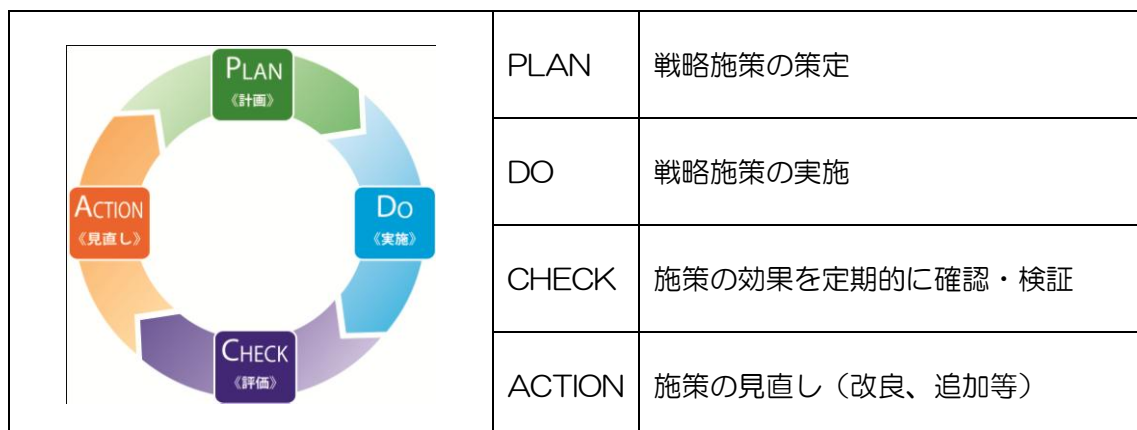 PLAN
《計画》
DO
《実施》
CHECK
《評価》
ACTION
《見直し》
PLAN 戦略施策の策定
DO 戦略施策の実施
CHECK 施策の効果を定期的に確認・検証
ACTION 施策の見直し（改良、追加等）